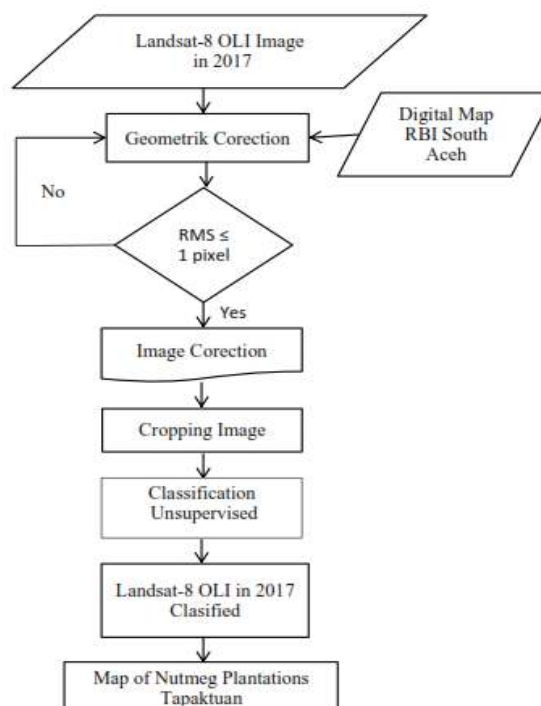 Landsat-8 OLI Image
in 2017
Geometrik Corection
Digital Map
RBI South
Aceh
No
RMS ≤
1 pixel
Yes
Image Corection
Cropping Image
Classification
Unsupervised
Landsat-8 OLI in 2017
Clasified
Map of Nutmeg Plantations
Tapaktuan